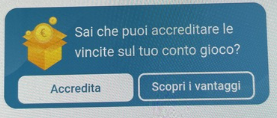 Sai che puoi accreditare le
vincite sul tuo conto gioco?
Accredita
Scopri i vantaggi